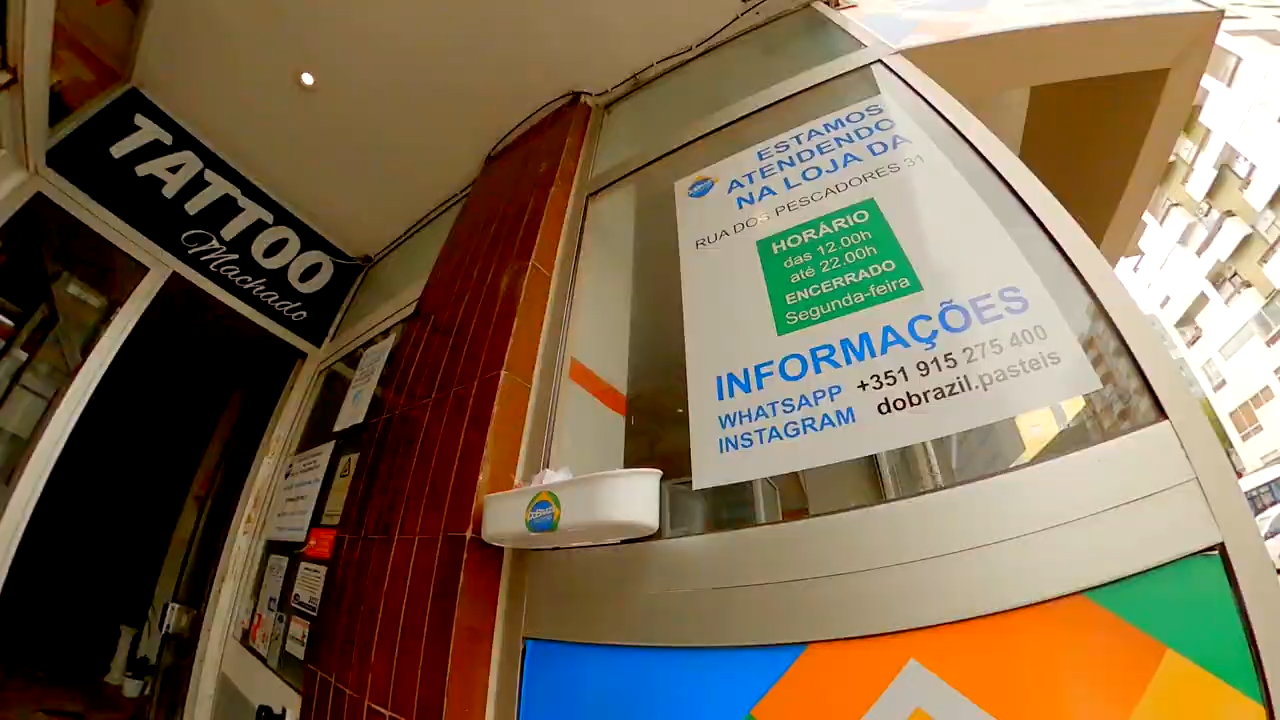 TATTOO
Machado
ESTAMOS
ATENDENDO
NA LOJA DA
RUA DOS PESCADORES 31
HORÁRIO
das 12.00h
até 22.00h
ENCERRADO
Segunda-feira
INFORMAÇÕES
WHATSAPP +351 915 275 400
INSTAGRAM dobrazil.pasteis